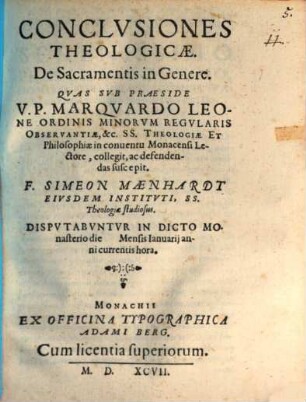 5.
11.
CONCLVSIONES
THEOLOGICÆ.
De Sacramentis in Genere.
QVAS SVB PRAESIDE
V. P. MARQVARDO LEO-
NE ORDINIS MINORVM REGVLARIS
OBSERVANTIÆ, &c. SS. THEOLOGIÆ ET
Philosophiæ in conuentu Monacensi Le-
ctore, collegit, ac defenden-
das suscepit.
F. SIMEON MÆNHARDT
EIVSDEM INSTITVTI, SS.
Theologiæ studiosus.
DISPVTABVNTVR IN DICTO MO-
nasterio die Mensis Ianuarij an-
ni currentis hora.
MONACHII
EX OFFICINA TYPOGRAPHICA
ADAMI BERG.
Cum licentia superiorum.
M. D. XCVII.